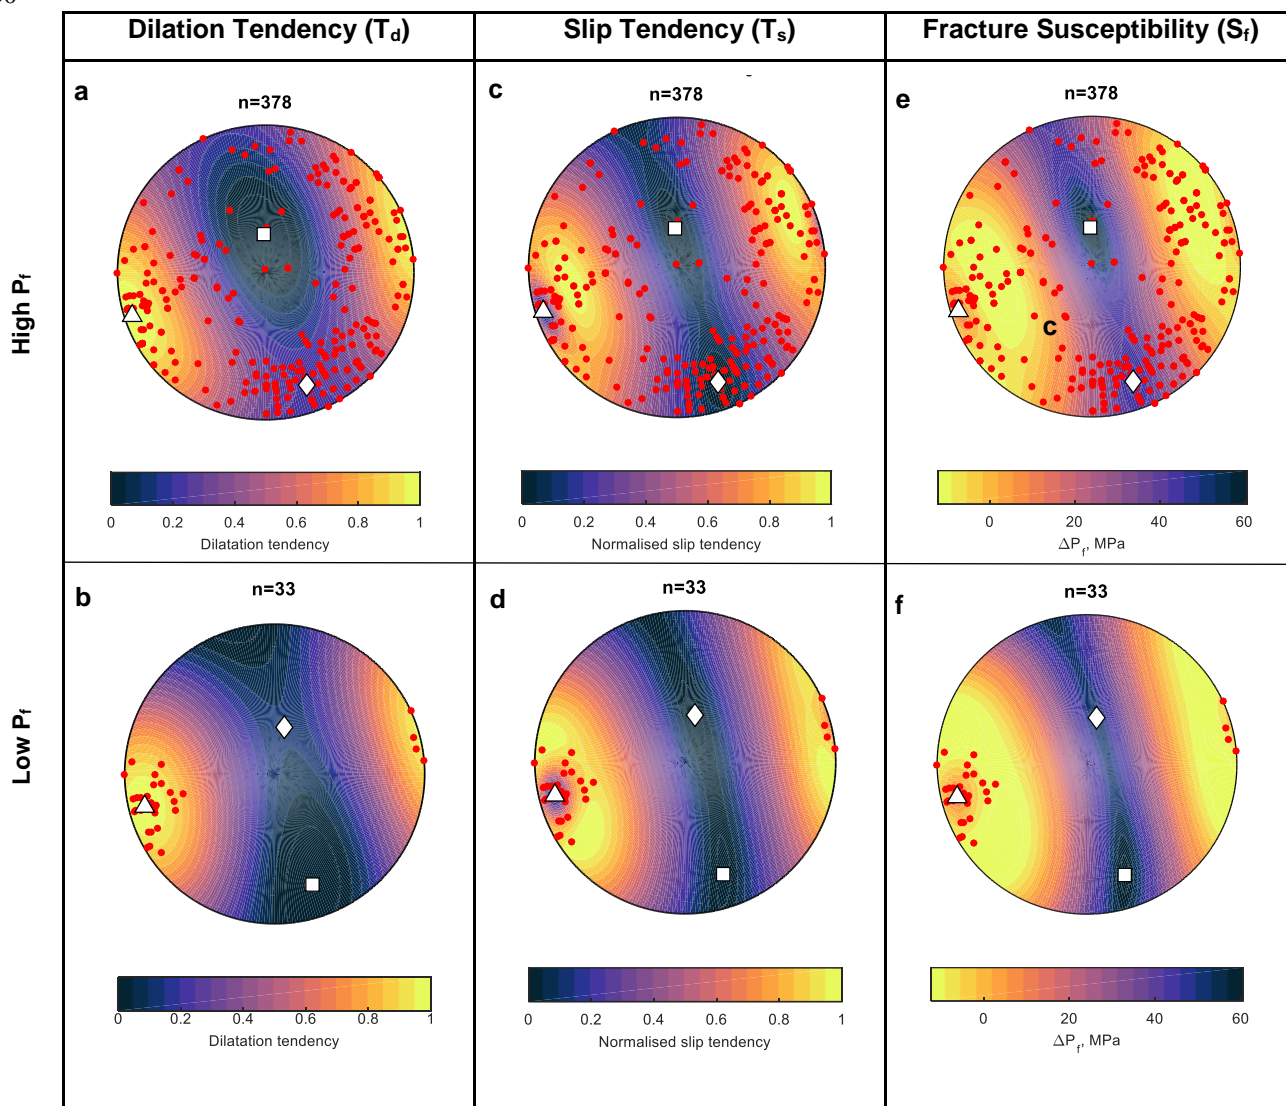 Dilation Tendency (Td)
Slip Tendency (Ts)
Fracture Susceptibility (Sf)
High Pf
a
n=378
0 0.2 0.4 0.6 0.8 1
Dilatation tendency
c
n=378
0 0.2 0.4 0.6 0.8 1
Normalised slip tendency
e
n=378
c
0 20 40 60
ΔPf, MPa
Low Pf
b
n=33
0 0.2 0.4 0.6 0.8 1
Dilatation tendency
d
n=33
0 0.2 0.4 0.6 0.8 1
Normalised slip tendency
f
n=33
0 20 40 60
ΔPf, MPa